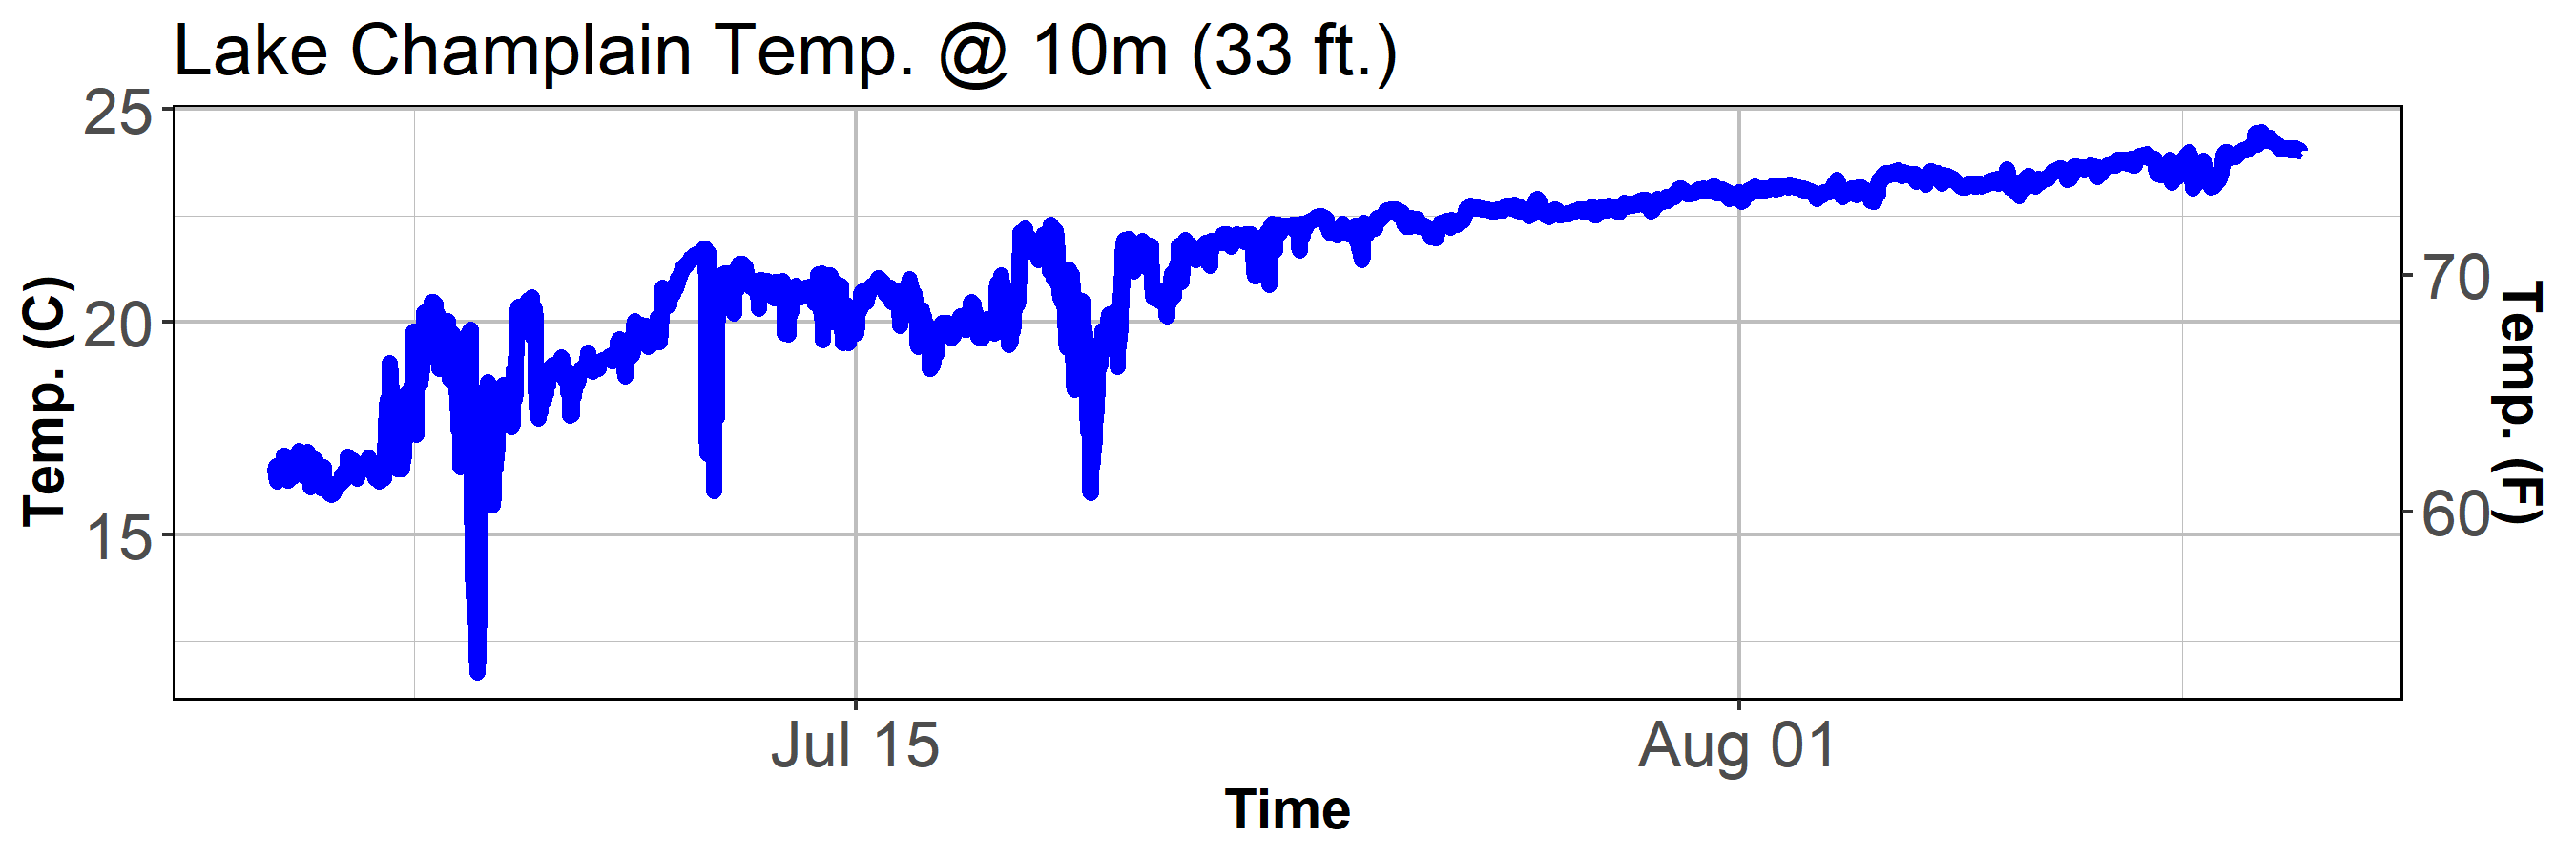 Lake Champlain Temp. @ 10m (33 ft.)
25
20
15
Temp. (C)
70
60
Temp. (F)
Jul 15
Aug 01
Time